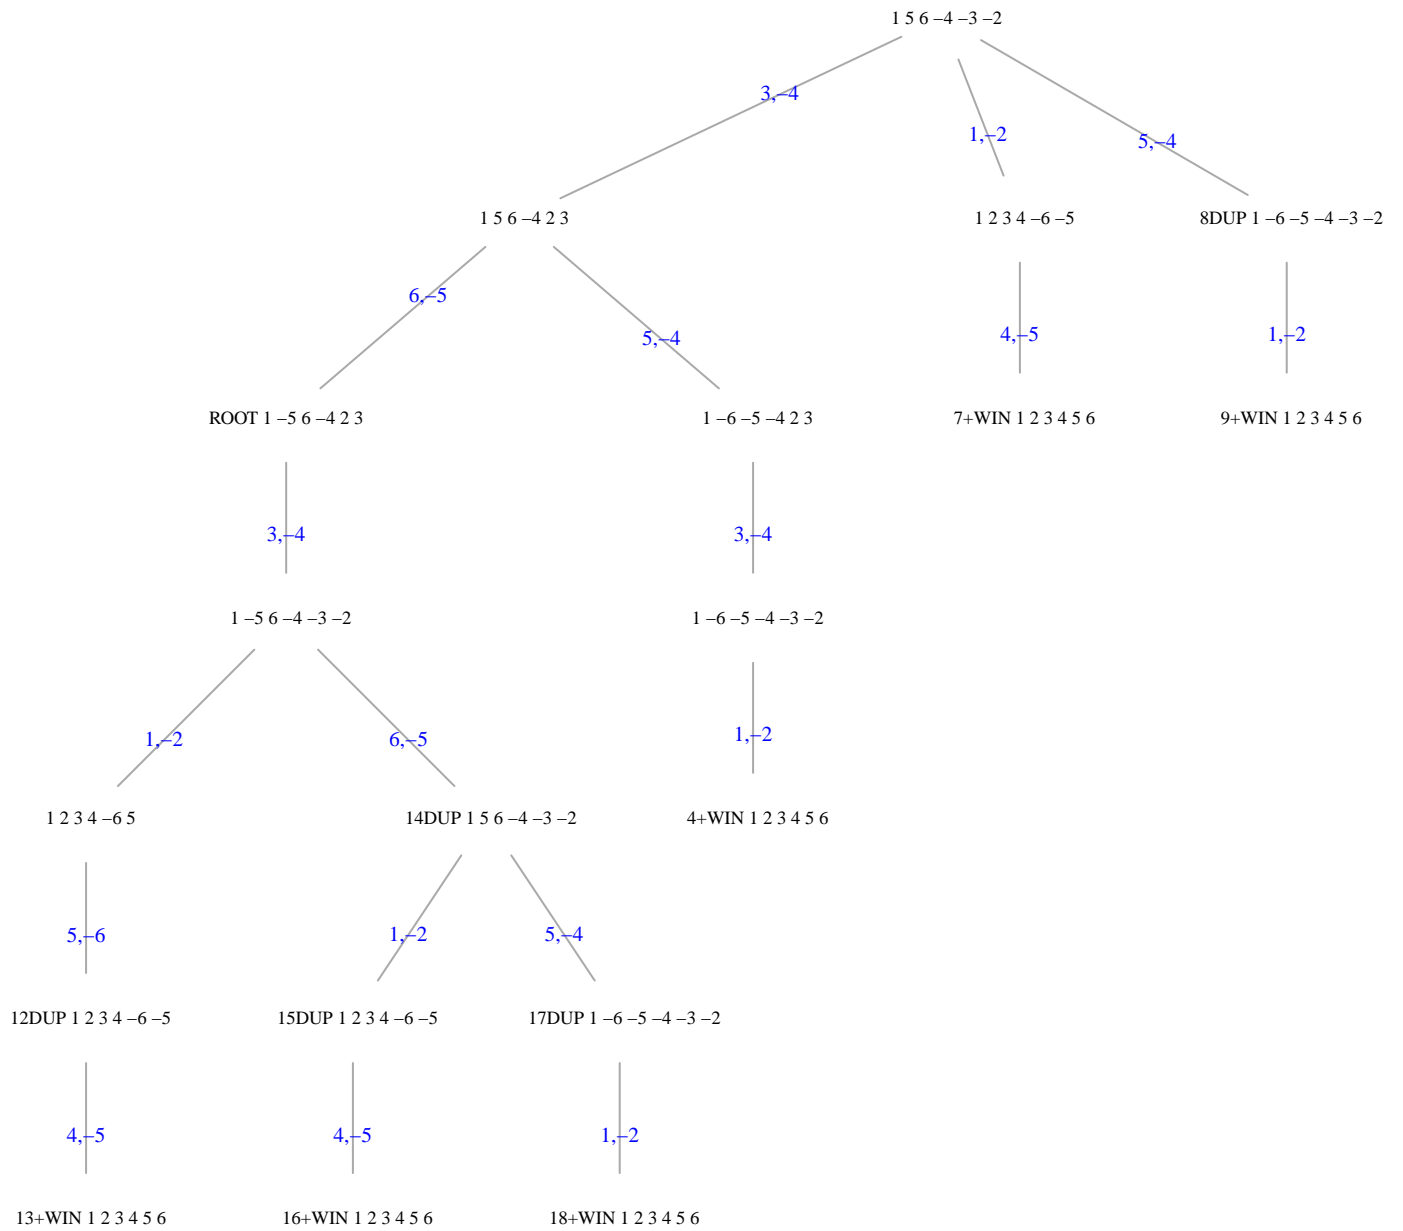 1 5 6 –4 –3 –2
3,–4
1,–2
5,–4
1 5 6 –4 2 3
1 2 3 4 –6 –5
8DUP 1 –6 –5 –4 –3 –2
6,–5
5,–4
4,–5
1,–2
ROOT 1 –5 6 –4 2 3
1 –6 –5 –4 2 3
7+WIN 1 2 3 4 5 6
9+WIN 1 2 3 4 5 6
3,–4
3,–4
1 –5 6 –4 –3 –2
1 –6 –5 –4 –3 –2
1,–2
6,–5
1,–2
1 2 3 4 –6 5
14DUP 1 5 6 –4 –3 –2
4+WIN 1 2 3 4 5 6
5,–6
1,–2
5,–4
12DUP 1 2 3 4 –6 –5
15DUP 1 2 3 4 –6 –5
17DUP 1 –6 –5 –4 –3 –2
4,–5
4,–5
1,–2
13+WIN 1 2 3 4 5 6
16+WIN 1 2 3 4 5 6
18+WIN 1 2 3 4 5 6